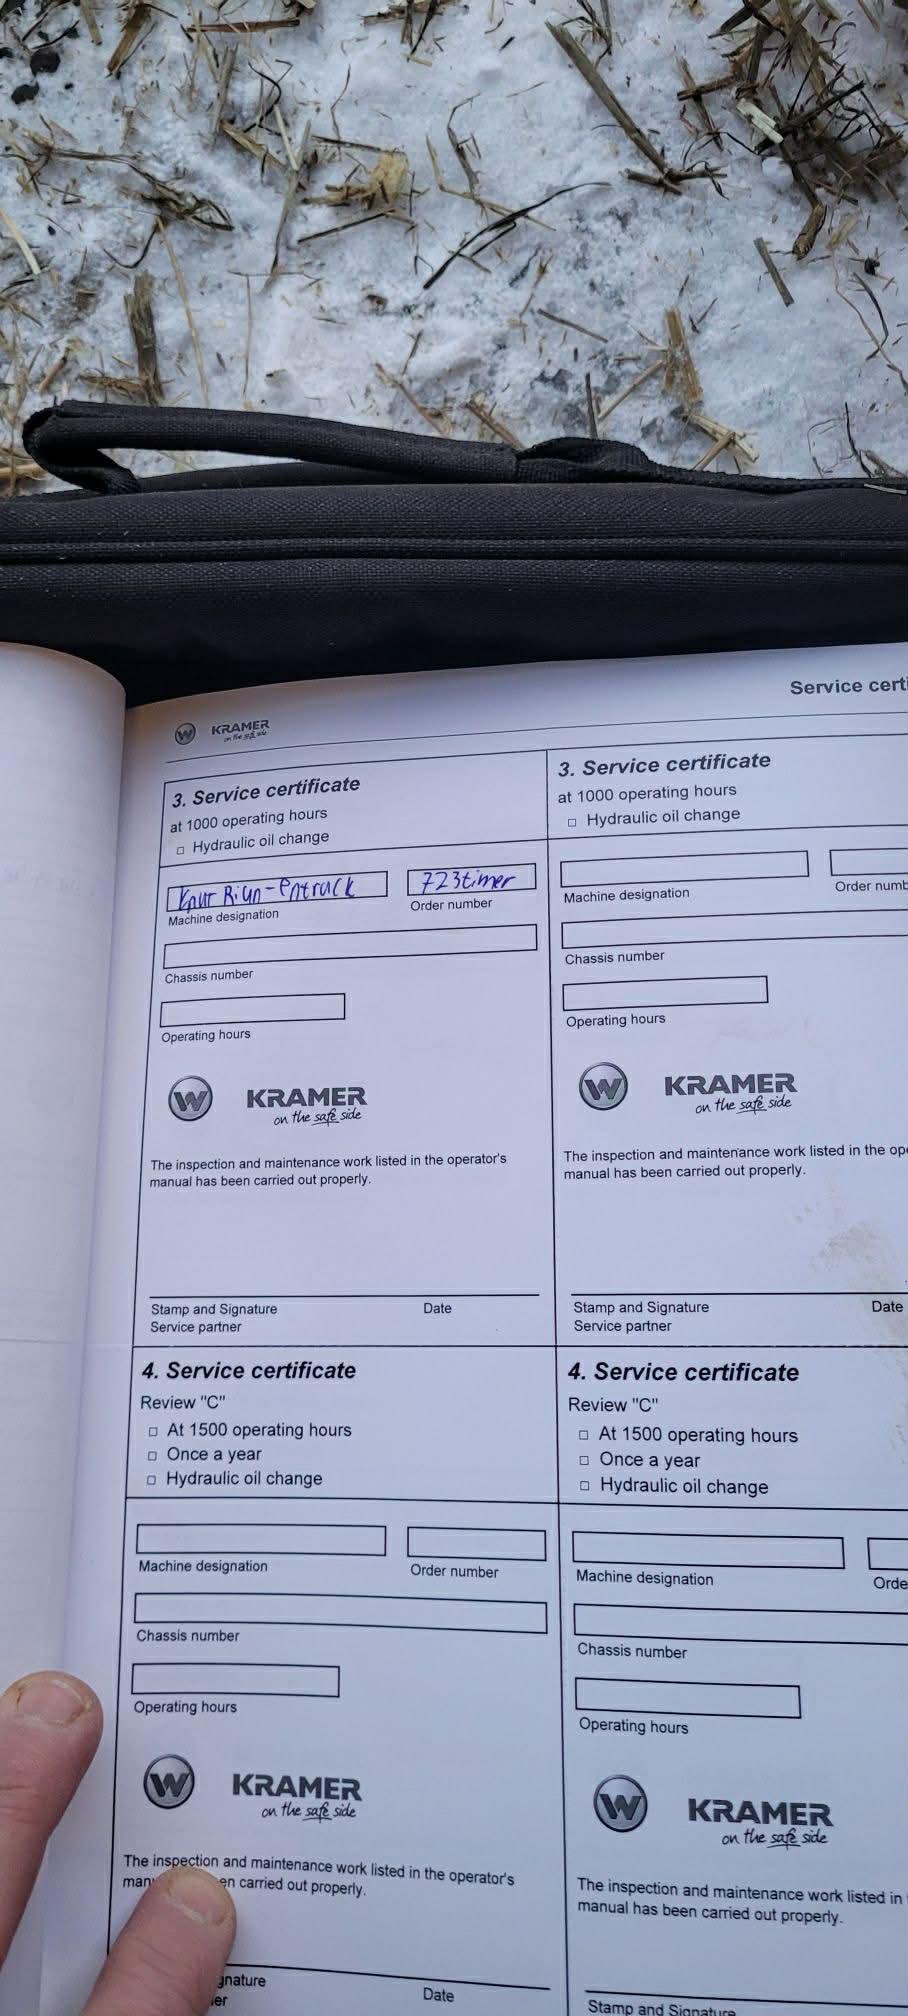 KRAMER
on the safe side
Service certi
3. Service certificate
at 1000 operating hours
Hydraulic oil change
Knut Rian-Entrack
723timer
Machine designation
Order number
Chassis number
Operating hours
W KRAMER
on the safe side
The inspection and maintenance work listed in the operator's
manual has been carried out properly.
Stamp and Signature
Service partner
Date
3. Service certificate
at 1000 operating hours
Hydraulic oil change
Machine designation
Order numb
Chassis number
Operating hours
W KRAMER
on the safe side
The inspection and maintenance work listed in the ope
manual has been carried out properly.
Stamp and Signature
Service partner
Date
4. Service certificate
Review "C"
At 1500 operating hours
Once a year
Hydraulic oil change
Machine designation
Order number
Chassis number
Operating hours
W KRAMER
on the safe side
The inspection and maintenance work listed in the operator's
man en carried out properly.
gnature
er
Date
4. Service certificate
Review "C"
At 1500 operating hours
Once a year
Hydraulic oil change
Machine designation
Orde
Chassis number
Operating hours
W KRAMER
on the safe side
The inspection and maintenance work listed in
manual has been carried out properly.
Stamp and Signature